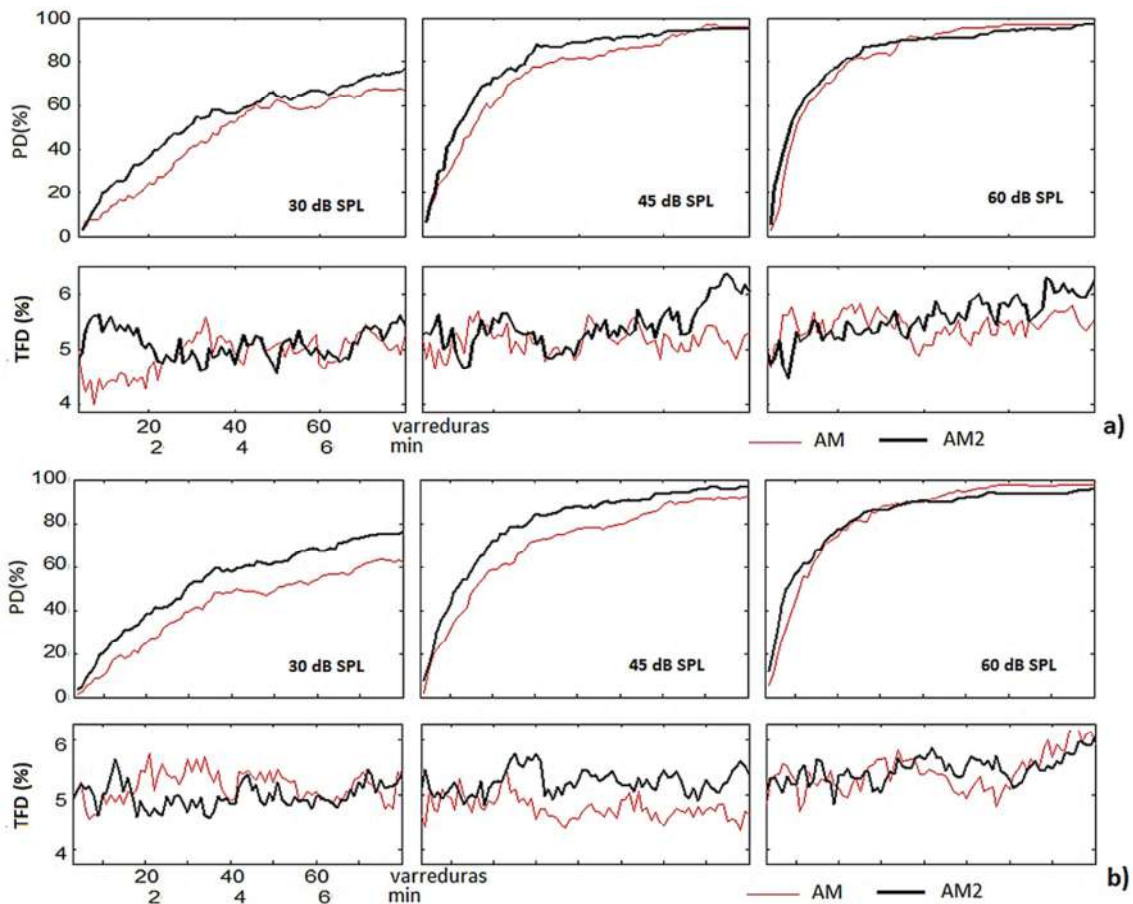 100
80
60
40
20
0
PD(%)
30 dB SPL
45 dB SPL
60 dB SPL
6
5
4
TFD (%)
20 40 60 varreduras
2 4 6 min
AM AM2
a)
100
80
60
40
20
0
PD(%)
30 dB SPL
45 dB SPL
60 dB SPL
6
5
4
TFD (%)
20 40 60 varreduras
2 4 6 min
AM AM2
b)